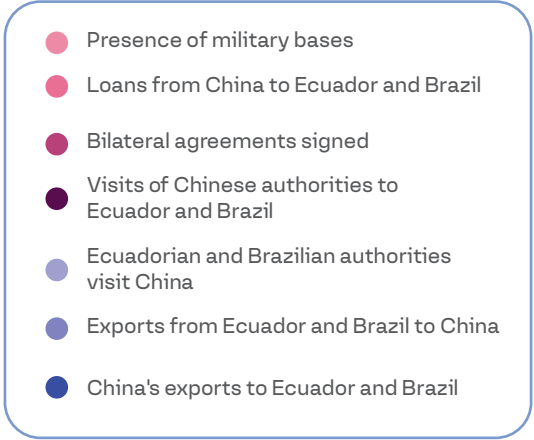 Presence of military bases
Loans from China to Ecuador and Brazil
Bilateral agreements signed
Visits of Chinese authorities to
Ecuador and Brazil
Ecuadorian and Brazilian authorities
visit China
Exports from Ecuador and Brazil to China
China's exports to Ecuador and Brazil